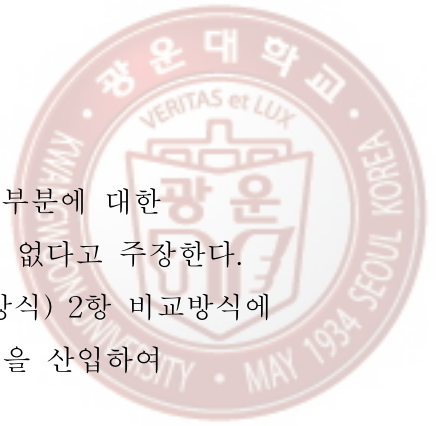 광운대학교
VERITAS et LUX
광운
KWANGWOON UNIVERSITY • MAY 1934 SEOUL KOREA
부분에 대한
없다고 주장한다.
방식) 2항 비교방식에
을 산입하여